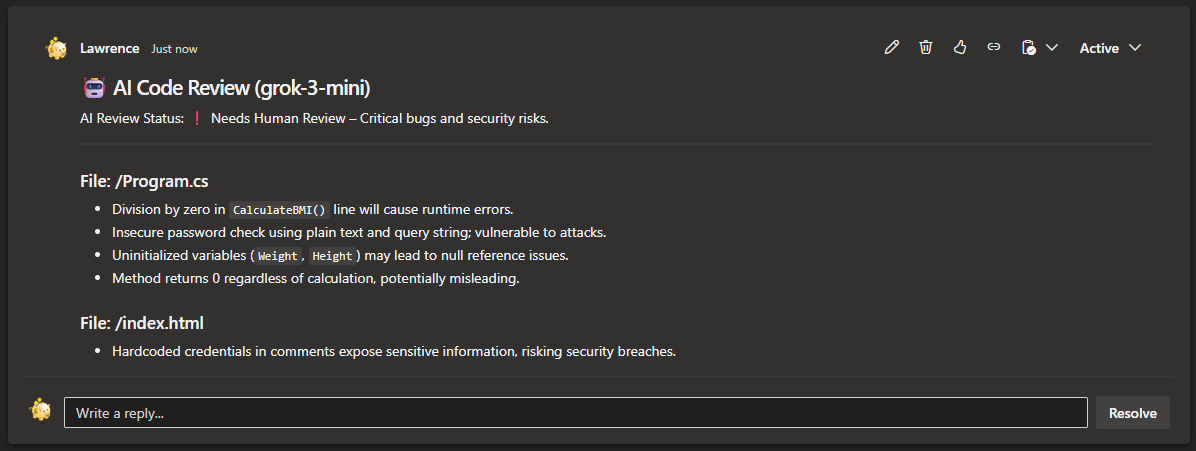 Lawrence Just now Active
🤖 AI Code Review (grok-3-mini)
AI Review Status: ❗ Needs Human Review – Critical bugs and security risks.
File: /Program.cs
• Division by zero in CalculateBMI() line will cause runtime errors.
• Insecure password check using plain text and query string; vulnerable to attacks.
• Uninitialized variables (Weight, Height) may lead to null reference issues.
• Method returns 0 regardless of calculation, potentially misleading.
File: /index.html
• Hardcoded credentials in comments expose sensitive information, risking security breaches.
Write a reply... Resolve